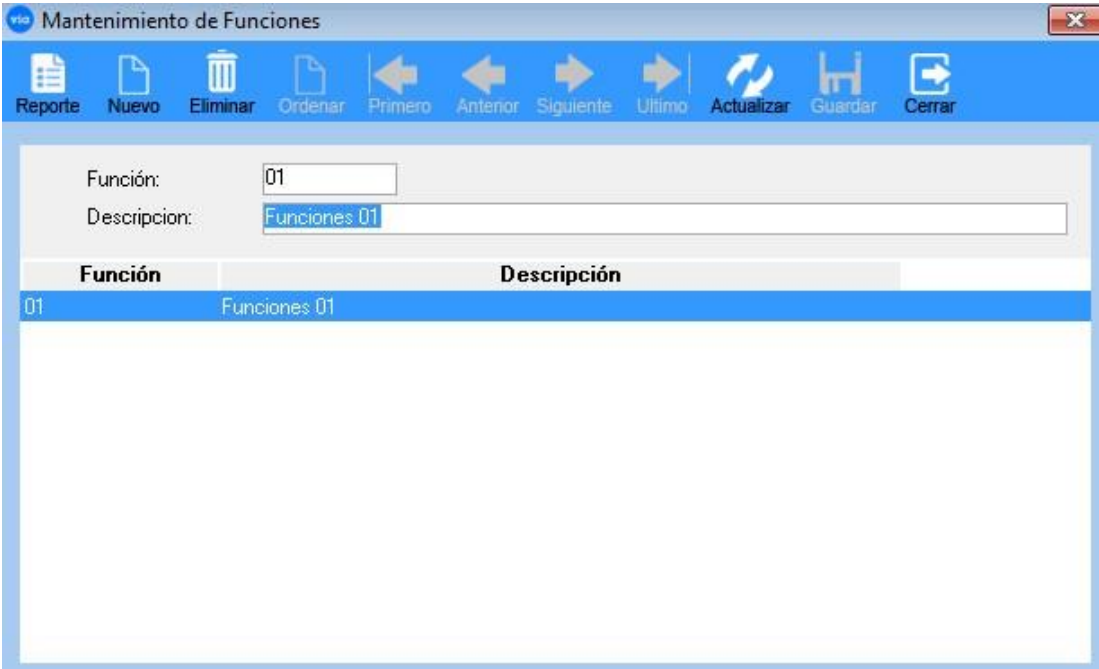 via Mantenimiento de Funciones
Reporte Nuevo Eliminar Ordenar Primero Anterior Siguiente Ultimo Actualizar Guardar Cerrar
Función: 01
Descripcion: Funciones 01
Función Descripción
01 Funciones 01